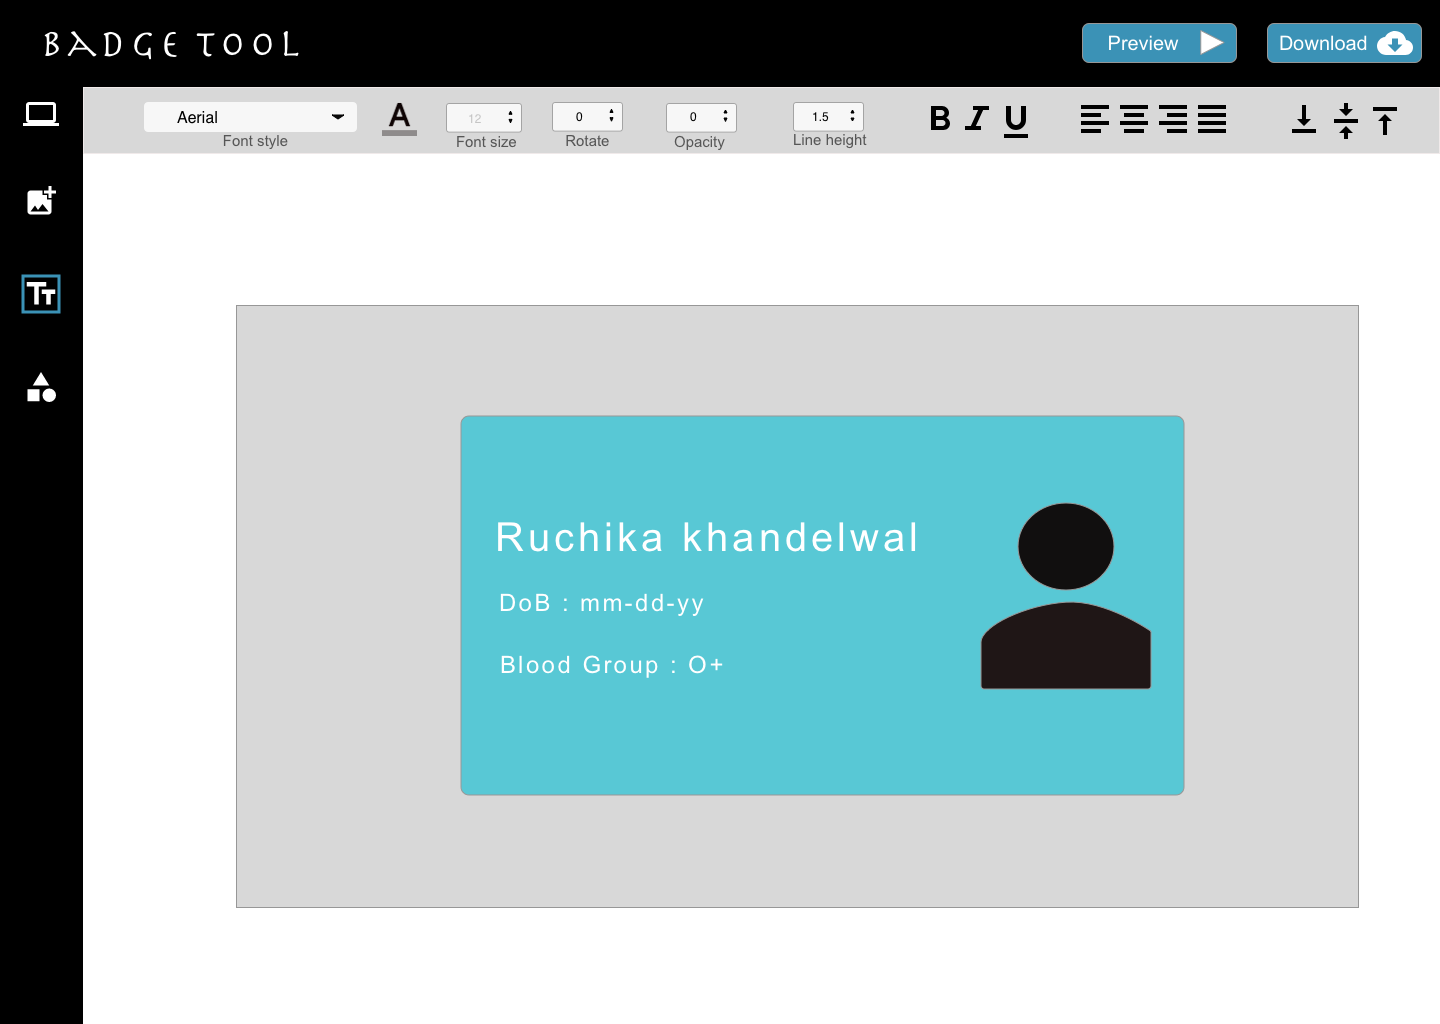 BADGE TOOL
Preview
Download
Aerial
A
12
0
0
1.5
B I U
Font style
Font size
Rotate
Opacity
Line height
TT
Ruchika khandelwal
DoB : mm-dd-yy
Blood Group : O+